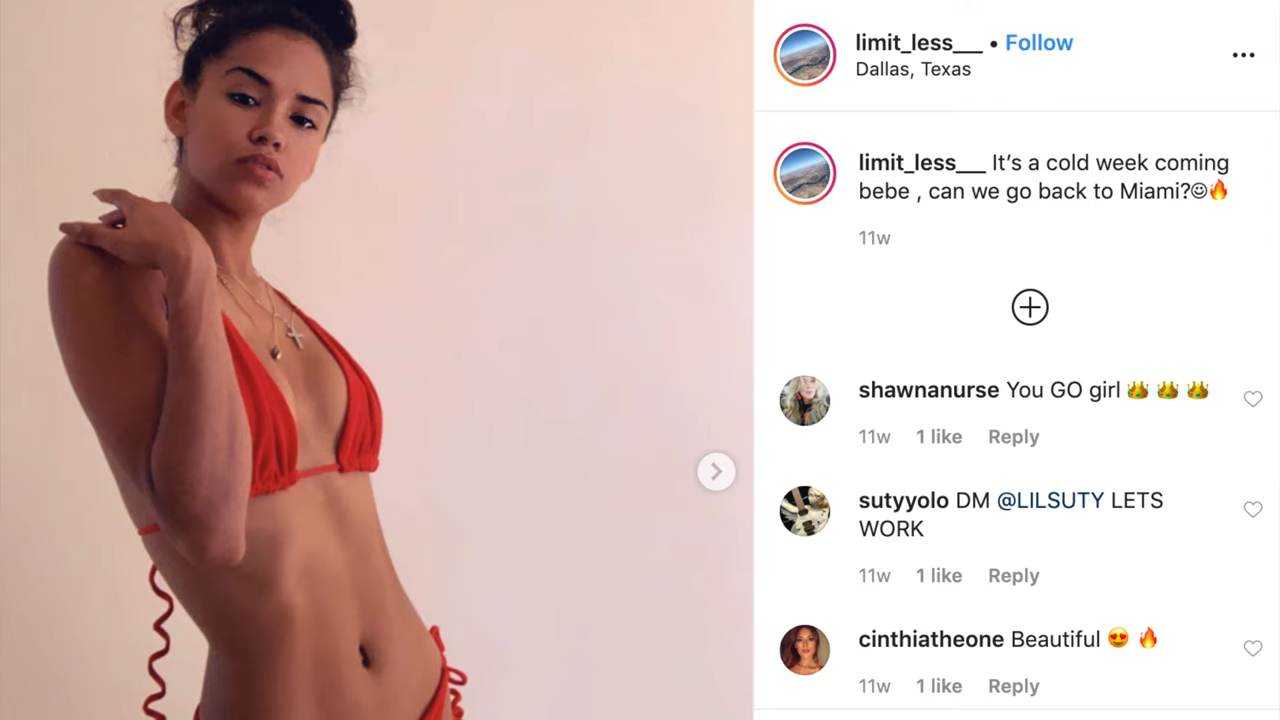 limit_less___ • Follow
Dallas, Texas
limit_less___ It’s a cold week coming
bebe , can we go back to Miami?☺🔥
11w
shawnanurse You GO girl 👑 👑 👑
11w 1 like Reply
sutyyolo DM @LILSUTY LETS
WORK
11w 1 like Reply
cinthiatheone Beautiful 😍 🔥
11w 1 like Reply